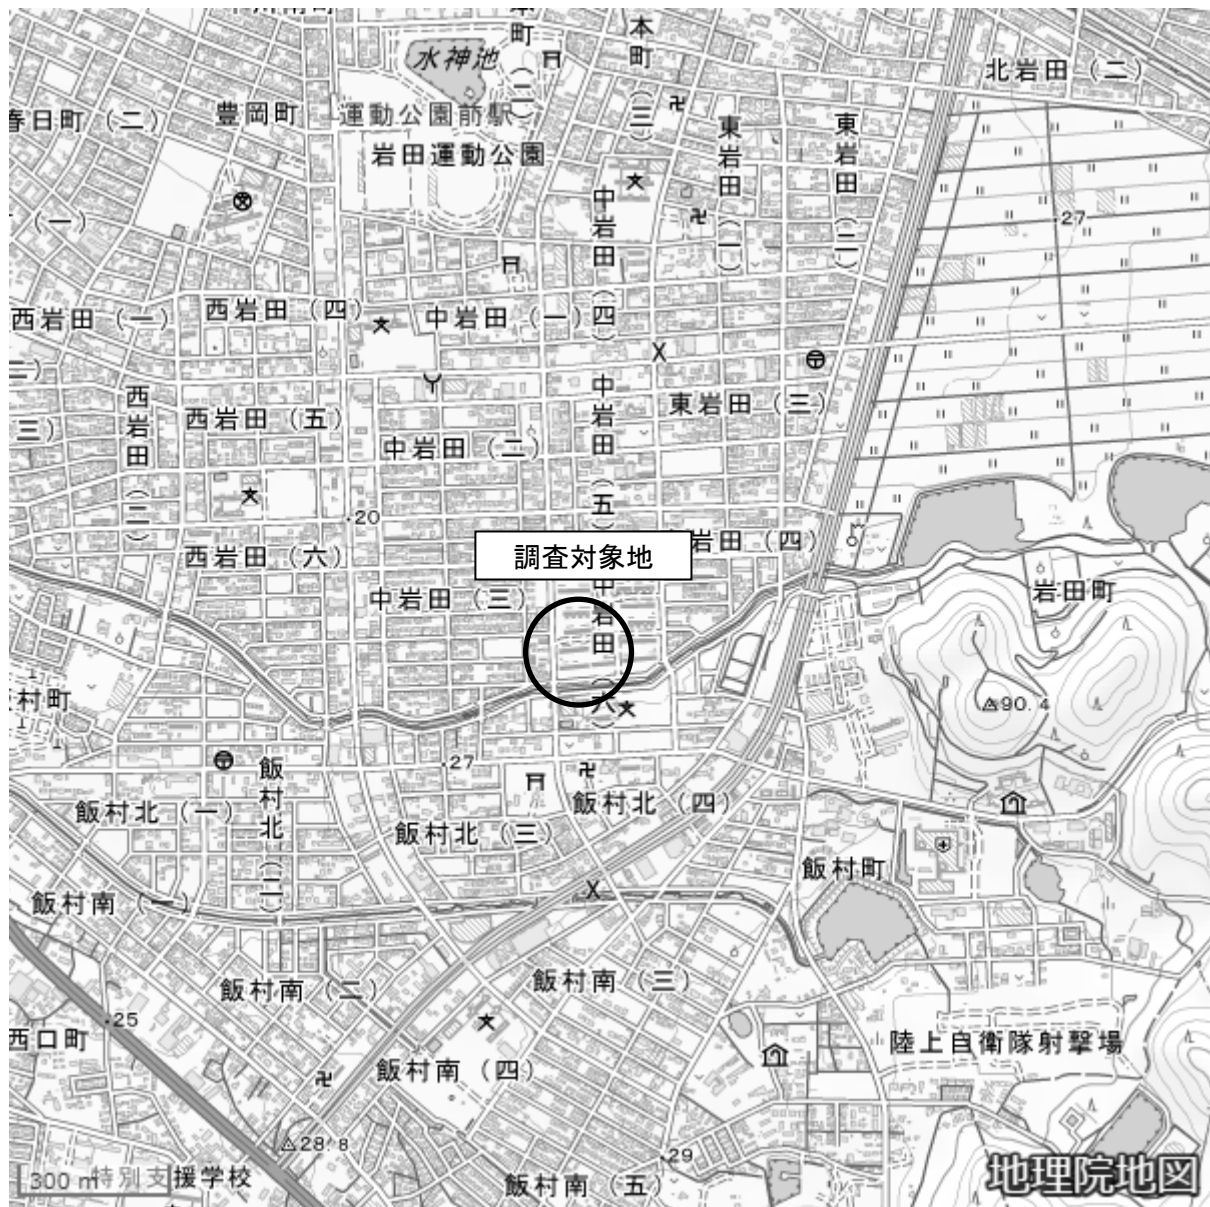 水神池
本町(三)
北岩田(二)
春日町(二)
豊岡町
運動公園前駅
岩田運動公園
東岩田(一)
東岩田(二)
中岩田(四)
(一)
27
西岩田(一)
西岩田(四)
中岩田(一)
西岩田(二)
西岩田(五)
中岩田(二)
中岩田(五)
東岩田(三)
三)
20
西岩田(六)
調査対象地
岩田(四)
中岩田(三)
中岩田(六)
岩田町
90.4
村町
27
飯村北(一)
飯村北(二)
飯村北(三)
飯村北(四)
飯村町
飯村南(一)
飯村南(二)
飯村南(三)
25
西口町
陸上自衛隊射撃場
飯村南(四)
28.8
29
300 m
特別支援学校
飯村南(五)
地理院地図